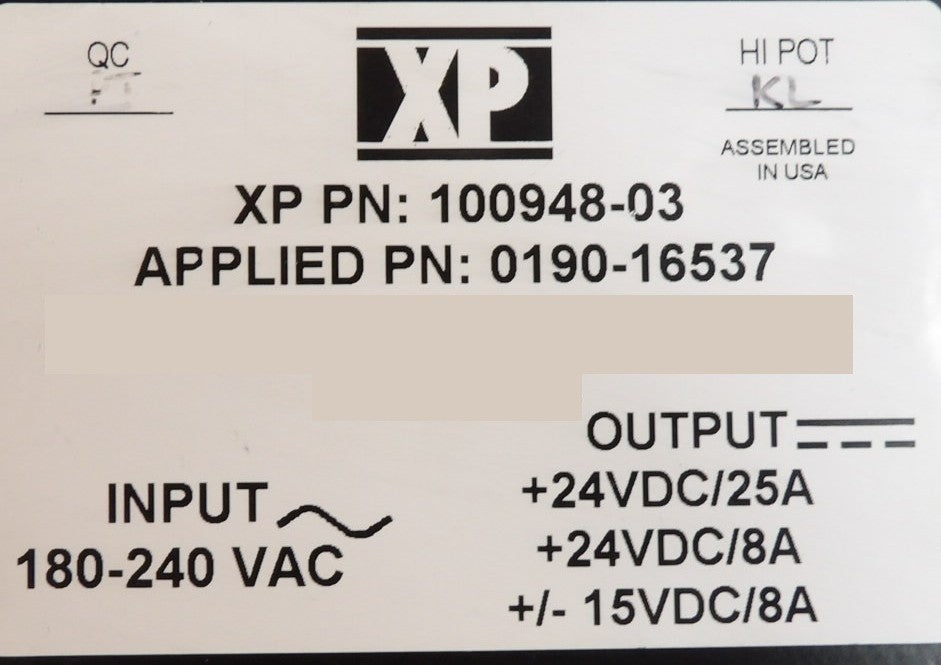 QC
XP
HI POT
KL
ASSEMBLED
IN USA
XP PN: 100948-03
APPLIED PN: 0190-16537
OUTPUT
+24VDC/25A
+24VDC/8A
+/- 15VDC/8A
INPUT
180-240 VAC